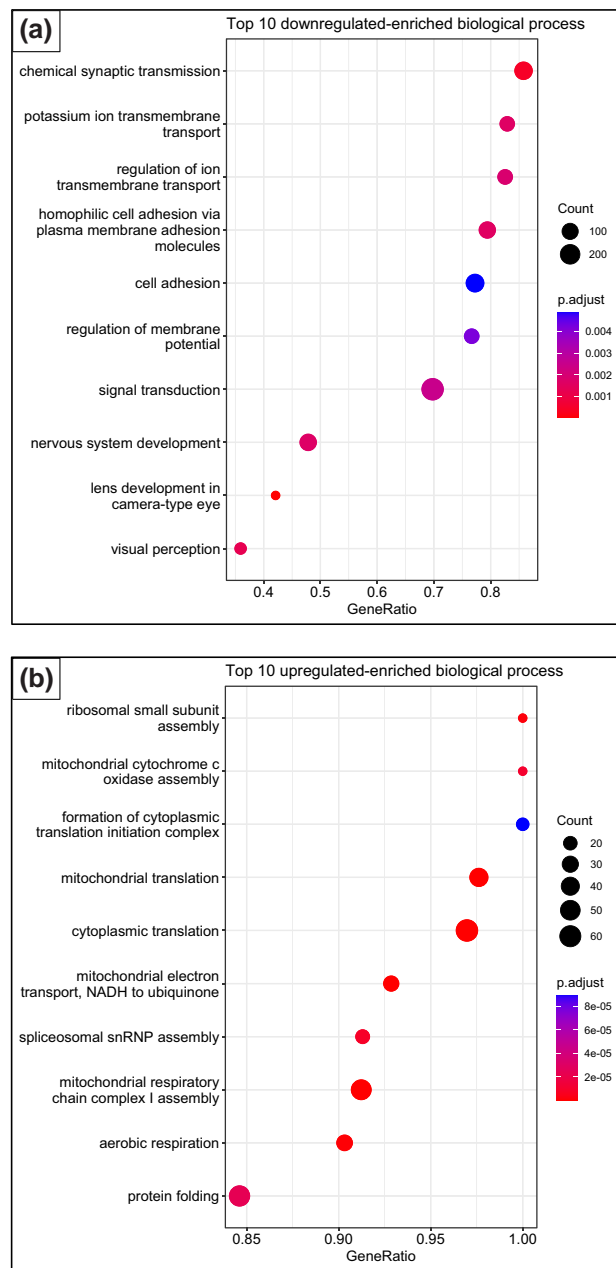 (a)
Top 10 downregulated-enriched biological process
chemical synaptic transmission
potassium ion transmembrane
transport
regulation of ion
transmembrane transport
homophilic cell adhesion via
plasma membrane adhesion
molecules
cell adhesion
regulation of membrane
potential
signal transduction
nervous system development
lens development in
camera-type eye
visual perception
0.4 0.5 0.6 0.7 0.8
GeneRatio
Count
100
200
p.adjust
0.004
0.003
0.002
0.001
(b)
Top 10 upregulated-enriched biological process
ribosomal small subunit
assembly
mitochondrial cytochrome c
oxidase assembly
formation of cytoplasmic
translation initiation complex
mitochondrial translation
cytoplasmic translation
mitochondrial electron
transport, NADH to ubiquinone
spliceosomal snRNP assembly
mitochondrial respiratory
chain complex I assembly
aerobic respiration
protein folding
0.85 0.90 0.95 1.00
GeneRatio
Count
20
30
40
50
60
p.adjust
8e-05
6e-05
4e-05
2e-05